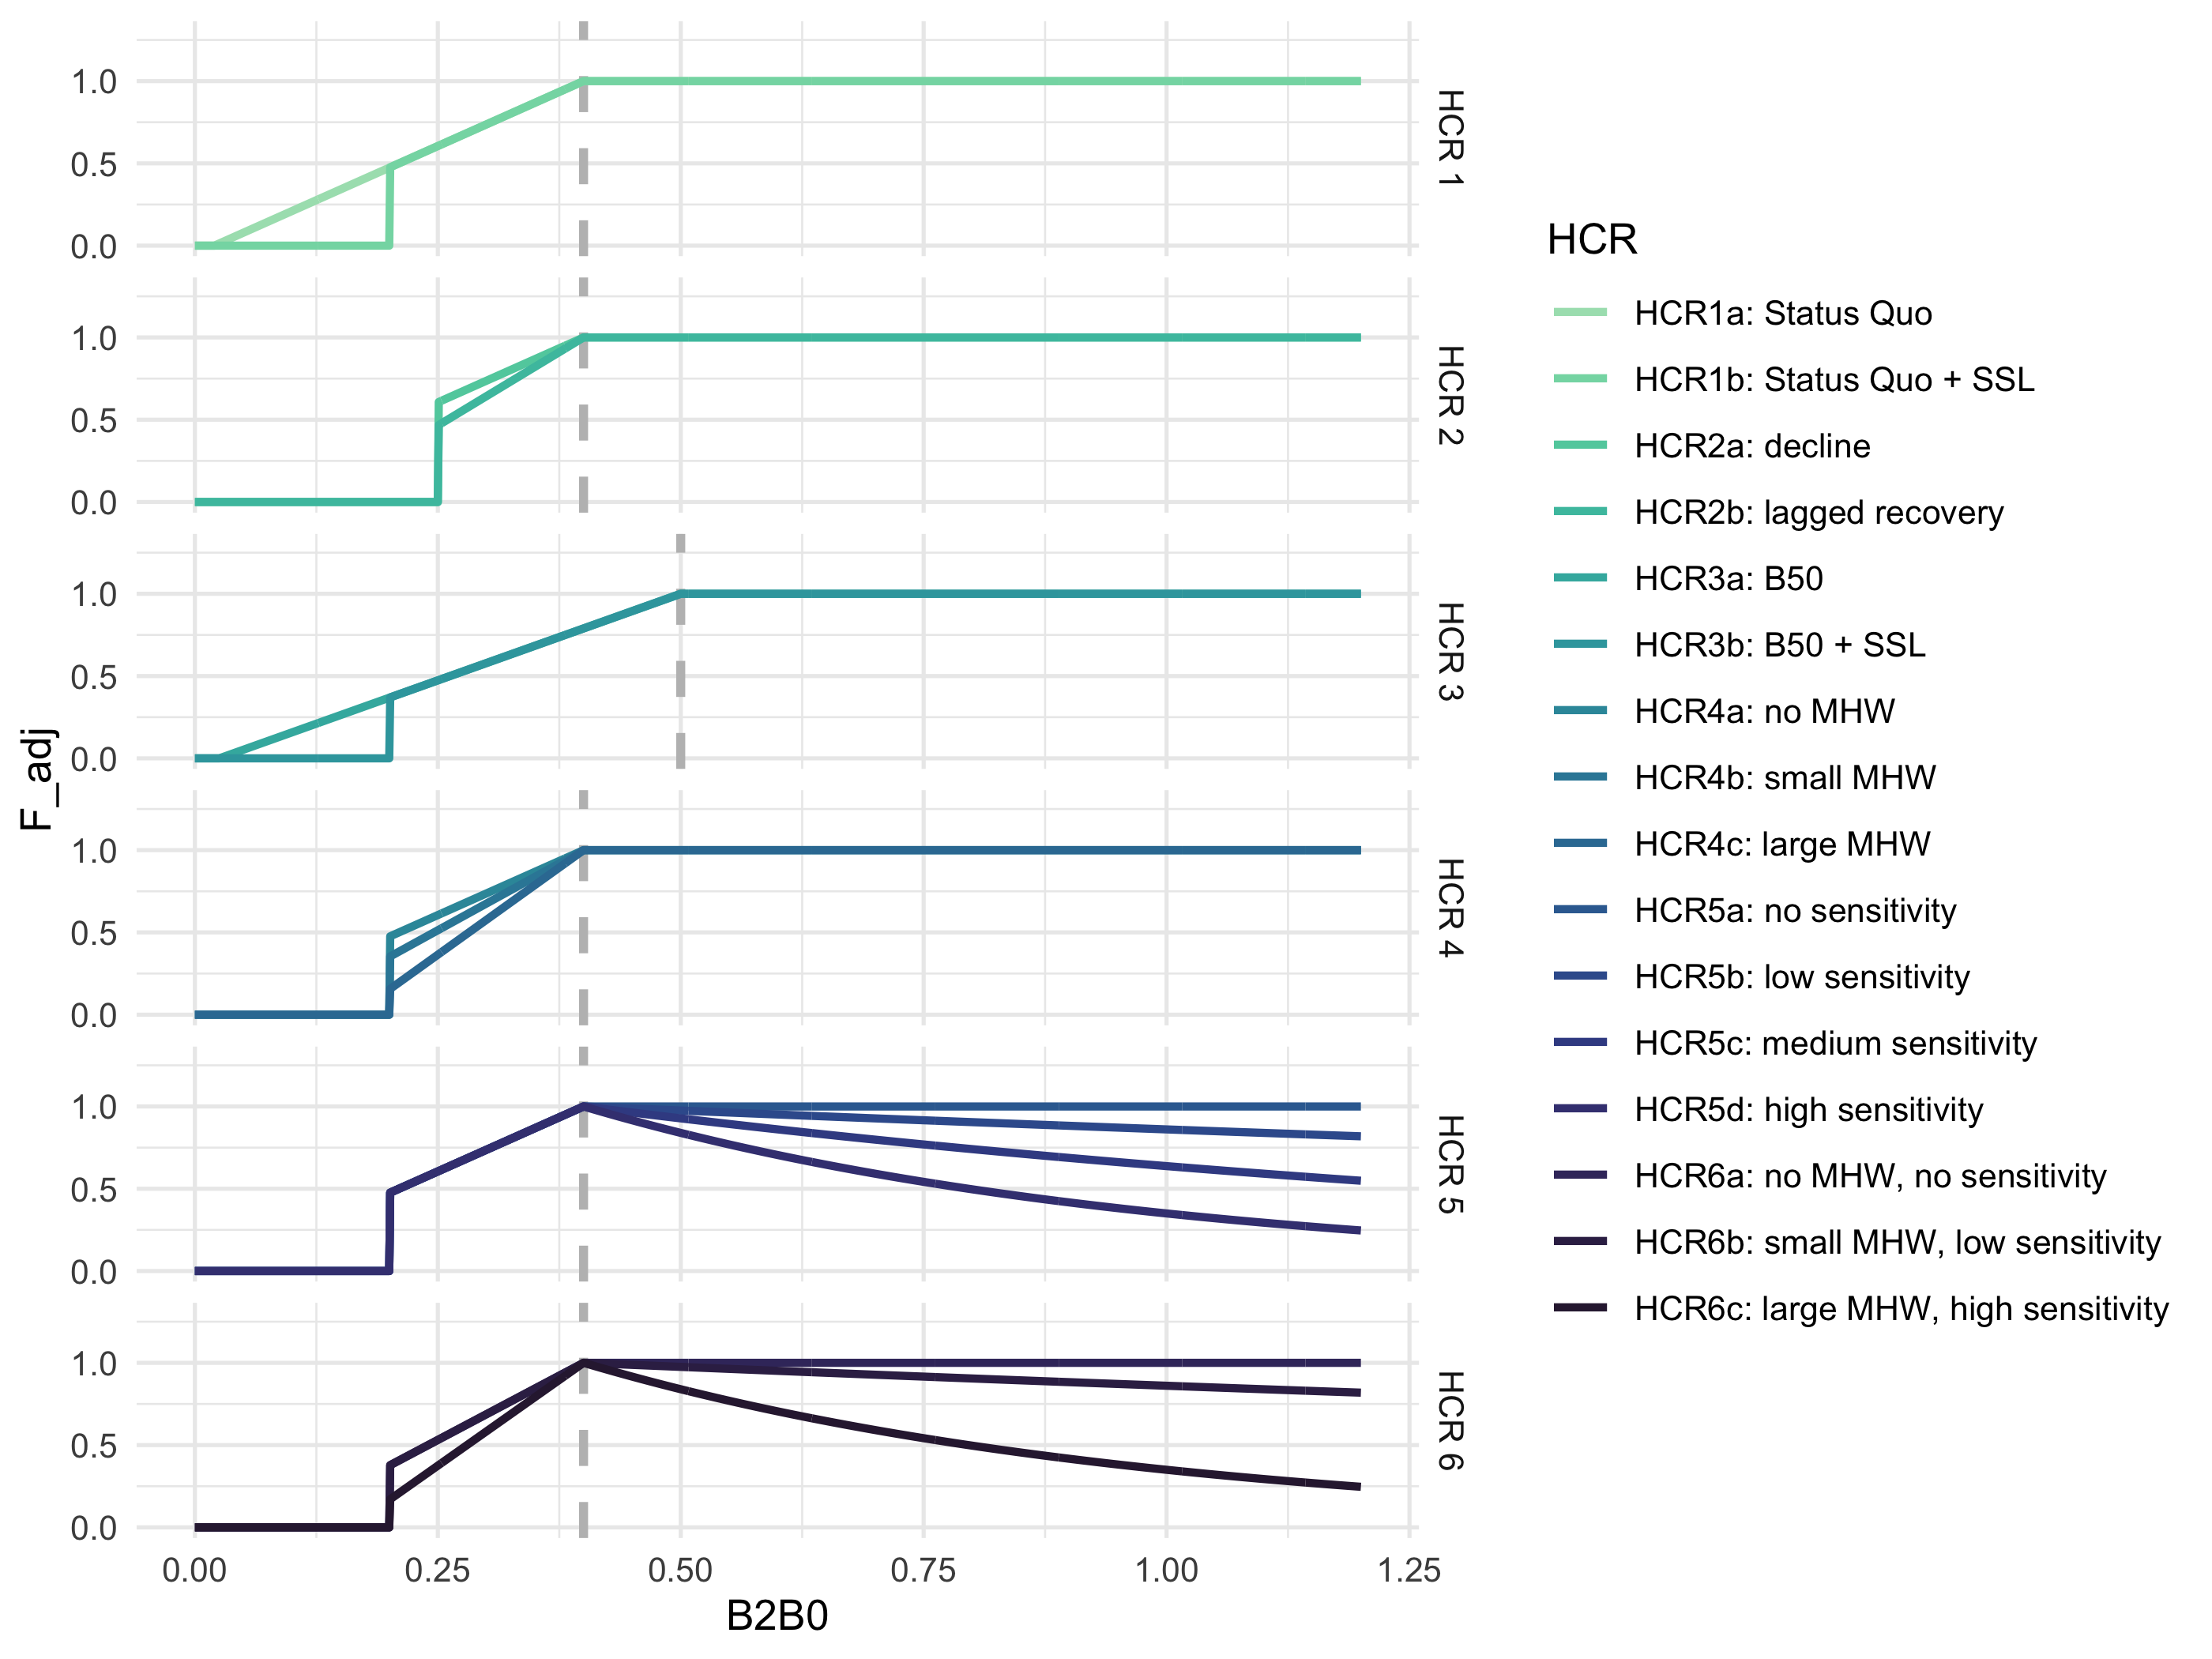 1.0
0.5
0.0
HCR 1
1.0
0.5
0.0
HCR 2
1.0
0.5
0.0
HCR 3
1.0
0.5
0.0
HCR 4
1.0
0.5
0.0
HCR 5
1.0
0.5
0.0
HCR 6
F_adj
0.00 0.25 0.50 0.75 1.00 1.25
B2B0
HCR
HCR1a: Status Quo
HCR1b: Status Quo + SSL
HCR2a: decline
HCR2b: lagged recovery
HCR3a: B50
HCR3b: B50 + SSL
HCR4a: no MHW
HCR4b: small MHW
HCR4c: large MHW
HCR5a: no sensitivity
HCR5b: low sensitivity
HCR5c: medium sensitivity
HCR5d: high sensitivity
HCR6a: no MHW, no sensitivity
HCR6b: small MHW, low sensitivity
HCR6c: large MHW, high sensitivity